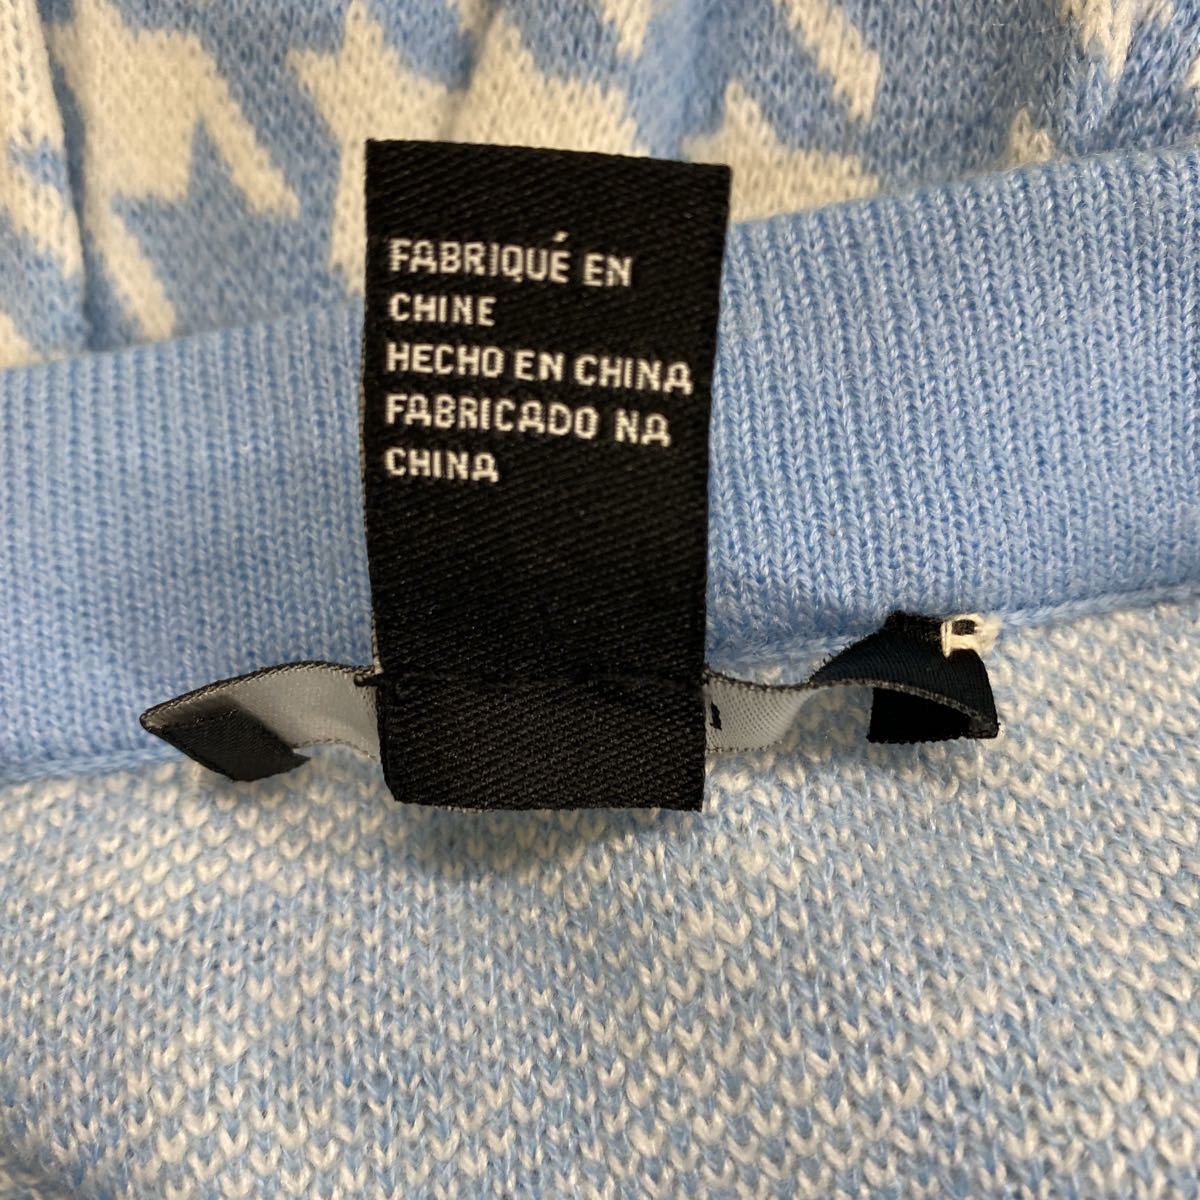 FABRIQUÉ EN
CHINE
HECHO EN CHINA
FABRICADO NA
CHINA